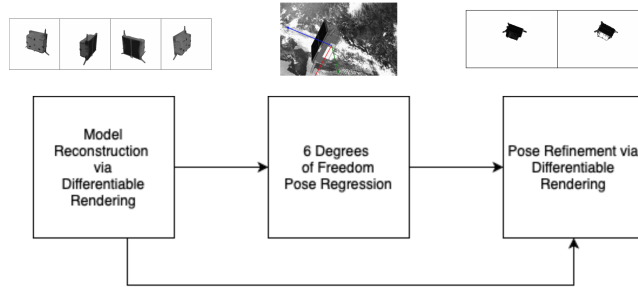 Model
Reconstruction
via
Differentiable
Rendering
6 Degrees
of Freedom
Pose Regression
Pose Refinement via
Differentiable
Rendering